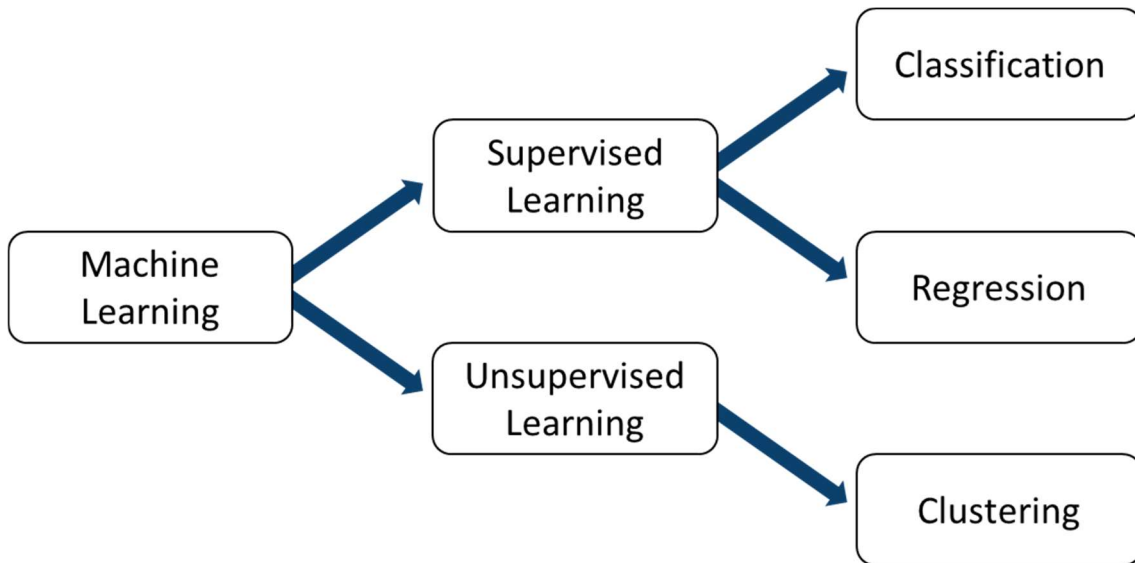 Machine
Learning
Supervised
Learning
Unsupervised
Learning
Classification
Regression
Clustering